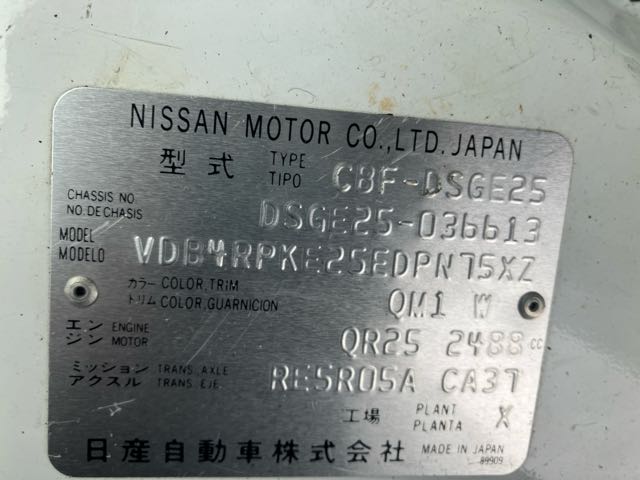 NISSAN MOTOR CO.,LTD. JAPAN
型式 TYPE TIPO CBF-DSGE25
CHASSIS NO NO. DE CHASIS DSGE25-036613
MODEL MODELO VDB4RPKE25EDPN75XZ
カラー COLOR,TRIM
トリム COLOR,GUARNICION QM1 W
エンジン ENGINE MOTOR QR25 2488 CC
ミッション TRANS. AXLE
アクスル TRANS. EJE RE5R05A CA37
工場 PLANT PLANTA X
日産自動車株式会社 MADE IN JAPAN
89909